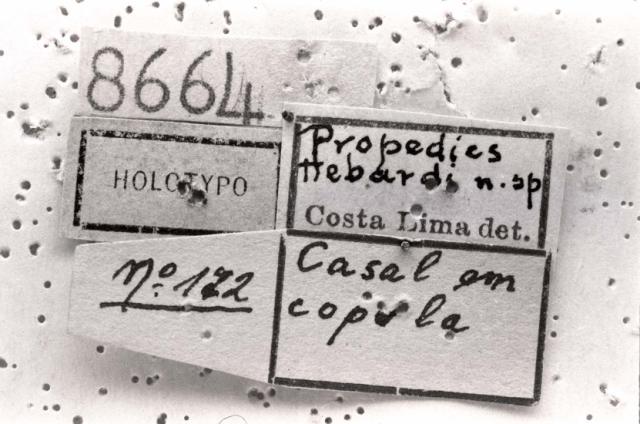 8664
HOLOTYPO
Propedies
Hebardi n.sp
Costa Lima det.
Nº 172
Casal em
copula